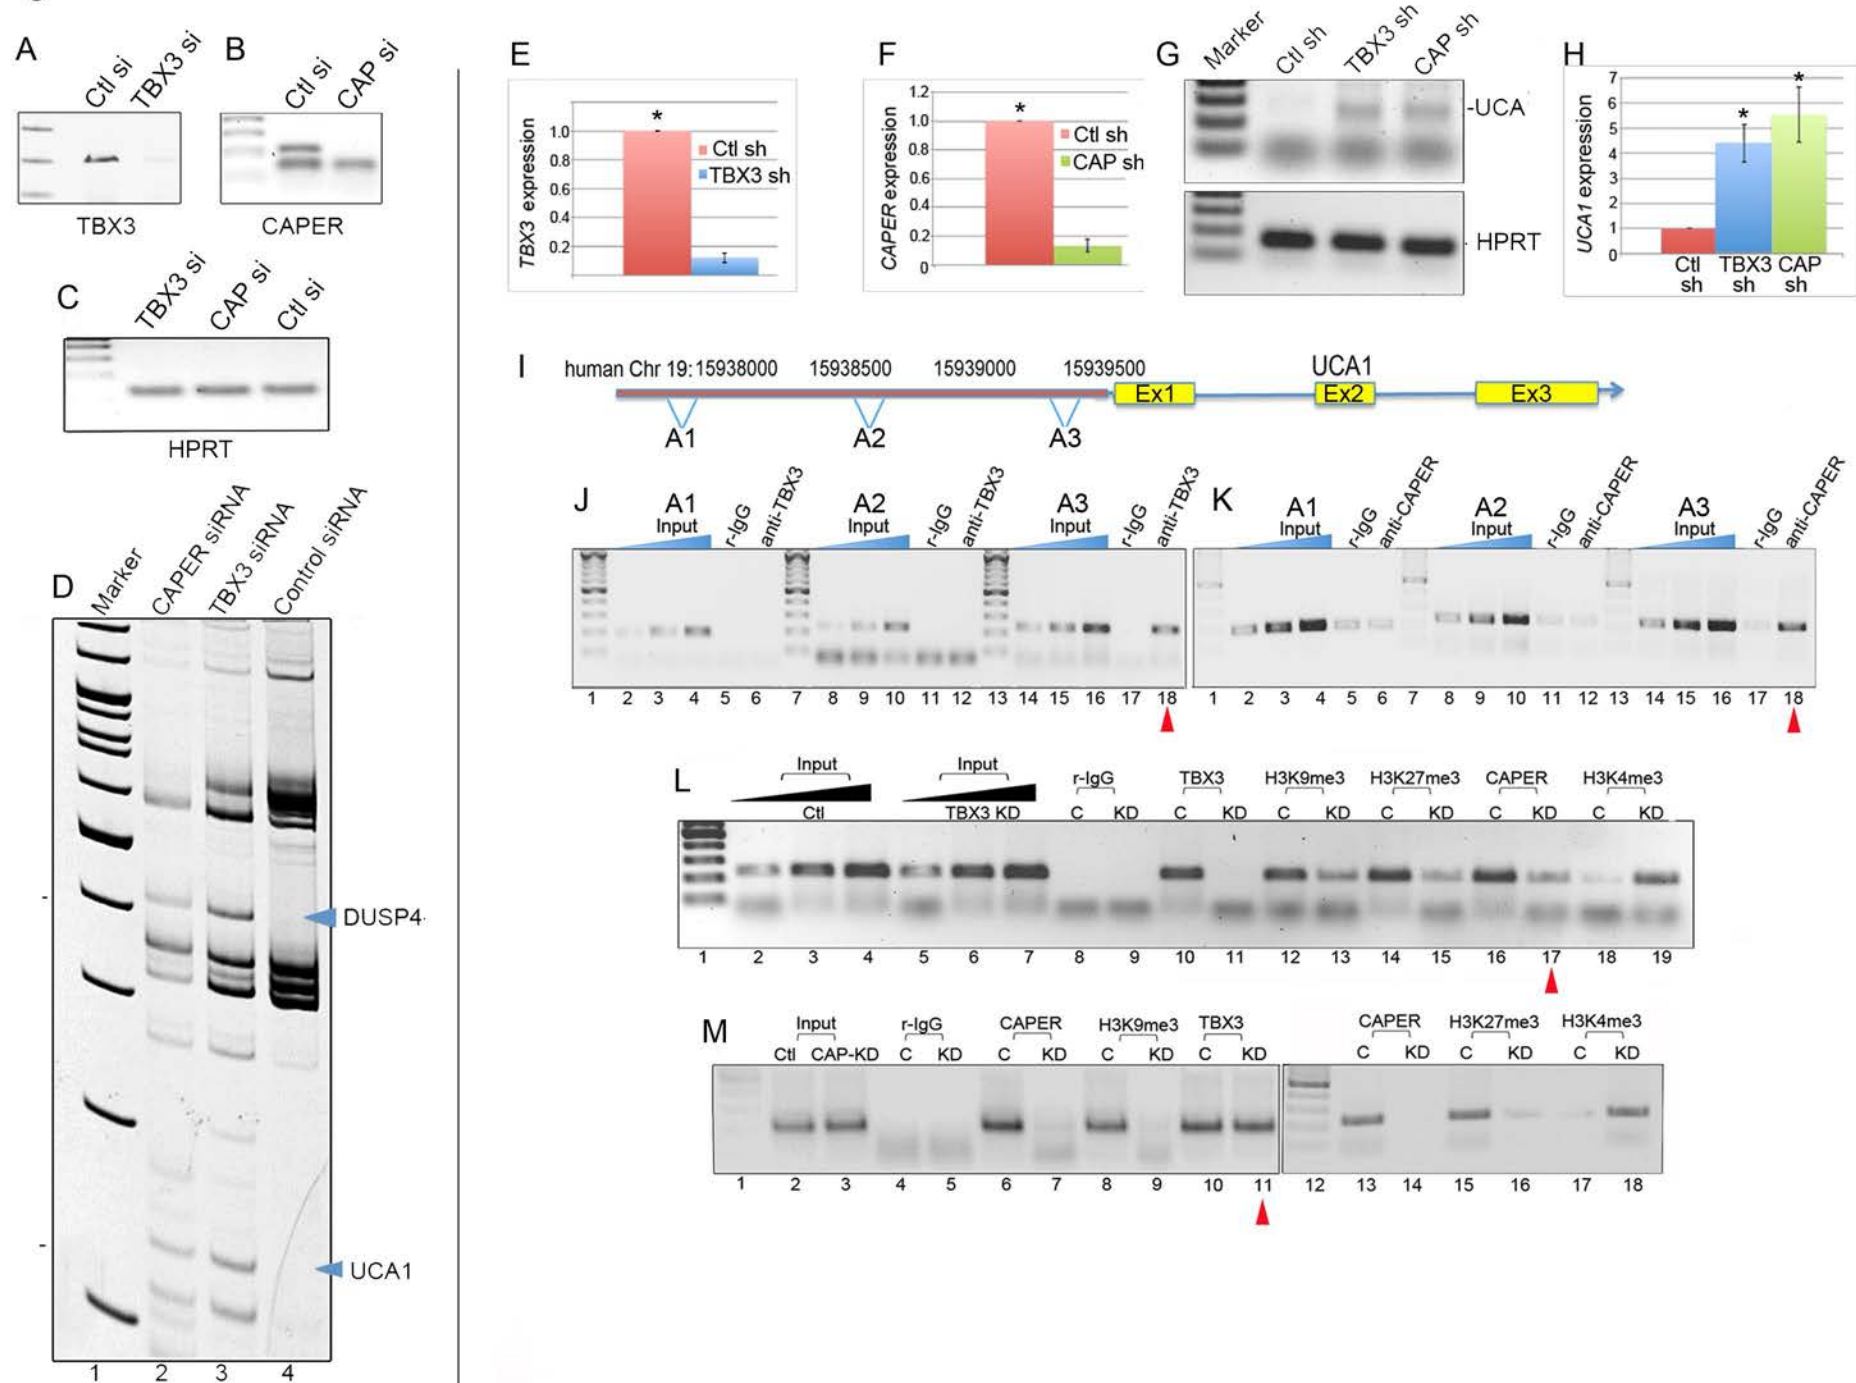 A
Ctl si
TBX3 si
TBX3
B
Ctl si
CAP si
CAPER
C
TBX3 si
CAP si
Ctl si
HPRT
D
Marker
CAPER siRNA
TBX3 siRNA
Control siRNA
DUSP4
UCA1
1 2 3 4
E
TBX3 expression
1.0
0.8
0.6
0.4
0.2
*
Ctl sh
TBX3 sh
F
CAPER expression
1.2
1.0
0.8
0.6
0.4
0.2
0
*
Ctl sh
CAP sh
G
Marker
Ctl sh
TBX3 sh
CAP sh
-UCA
HPRT
H
UCA1 expression
7
6
5
4
3
2
1
0
*
*
Ctl sh
TBX3 sh
CAP sh
I
human Chr 19: 15938000 15938500 15939000 15939500 UCA1
Ex1 Ex2 Ex3
A1 A2 A3
J
A1 Input r-IgG anti-TBX3
A2 Input r-IgG anti-TBX3
A3 Input r-IgG anti-TBX3
1 2 3 4 5 6 7 8 9 10 11 12 13 14 15 16 17 18
K
A1 Input r-IgG anti-CAPER
A2 Input r-IgG anti-CAPER
A3 Input r-IgG anti-CAPER
1 2 3 4 5 6 7 8 9 10 11 12 13 14 15 16 17 18
L
Input Input r-IgG TBX3 H3K9me3 H3K27me3 CAPER H3K4me3
Ctl TBX3 KD C KD C KD C KD C KD C KD C KD
1 2 3 4 5 6 7 8 9 10 11 12 13 14 15 16 17 18 19
M
Input r-IgG CAPER H3K9me3 TBX3 CAPER H3K27me3 H3K4me3
Ctl CAP-KD C KD C KD C KD C KD C KD C KD C KD
1 2 3 4 5 6 7 8 9 10 11 12 13 14 15 16 17 18